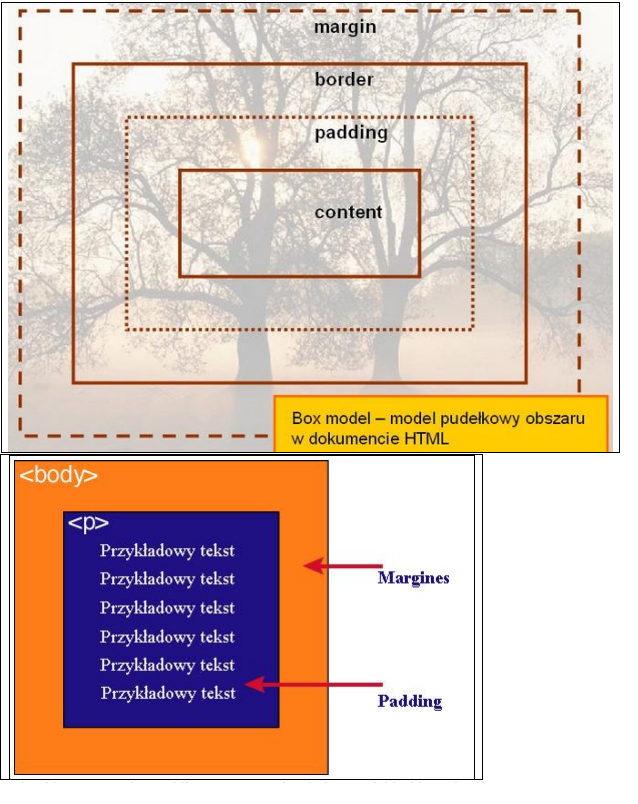 margin
border
padding
content
Box model – model pudełkowy obszaru
w dokumencie HTML
<body>
<p>
Przykładowy tekst
Przykładowy tekst
Przykładowy tekst
Przykładowy tekst
Przykładowy tekst
Przykładowy tekst
Margines
Padding